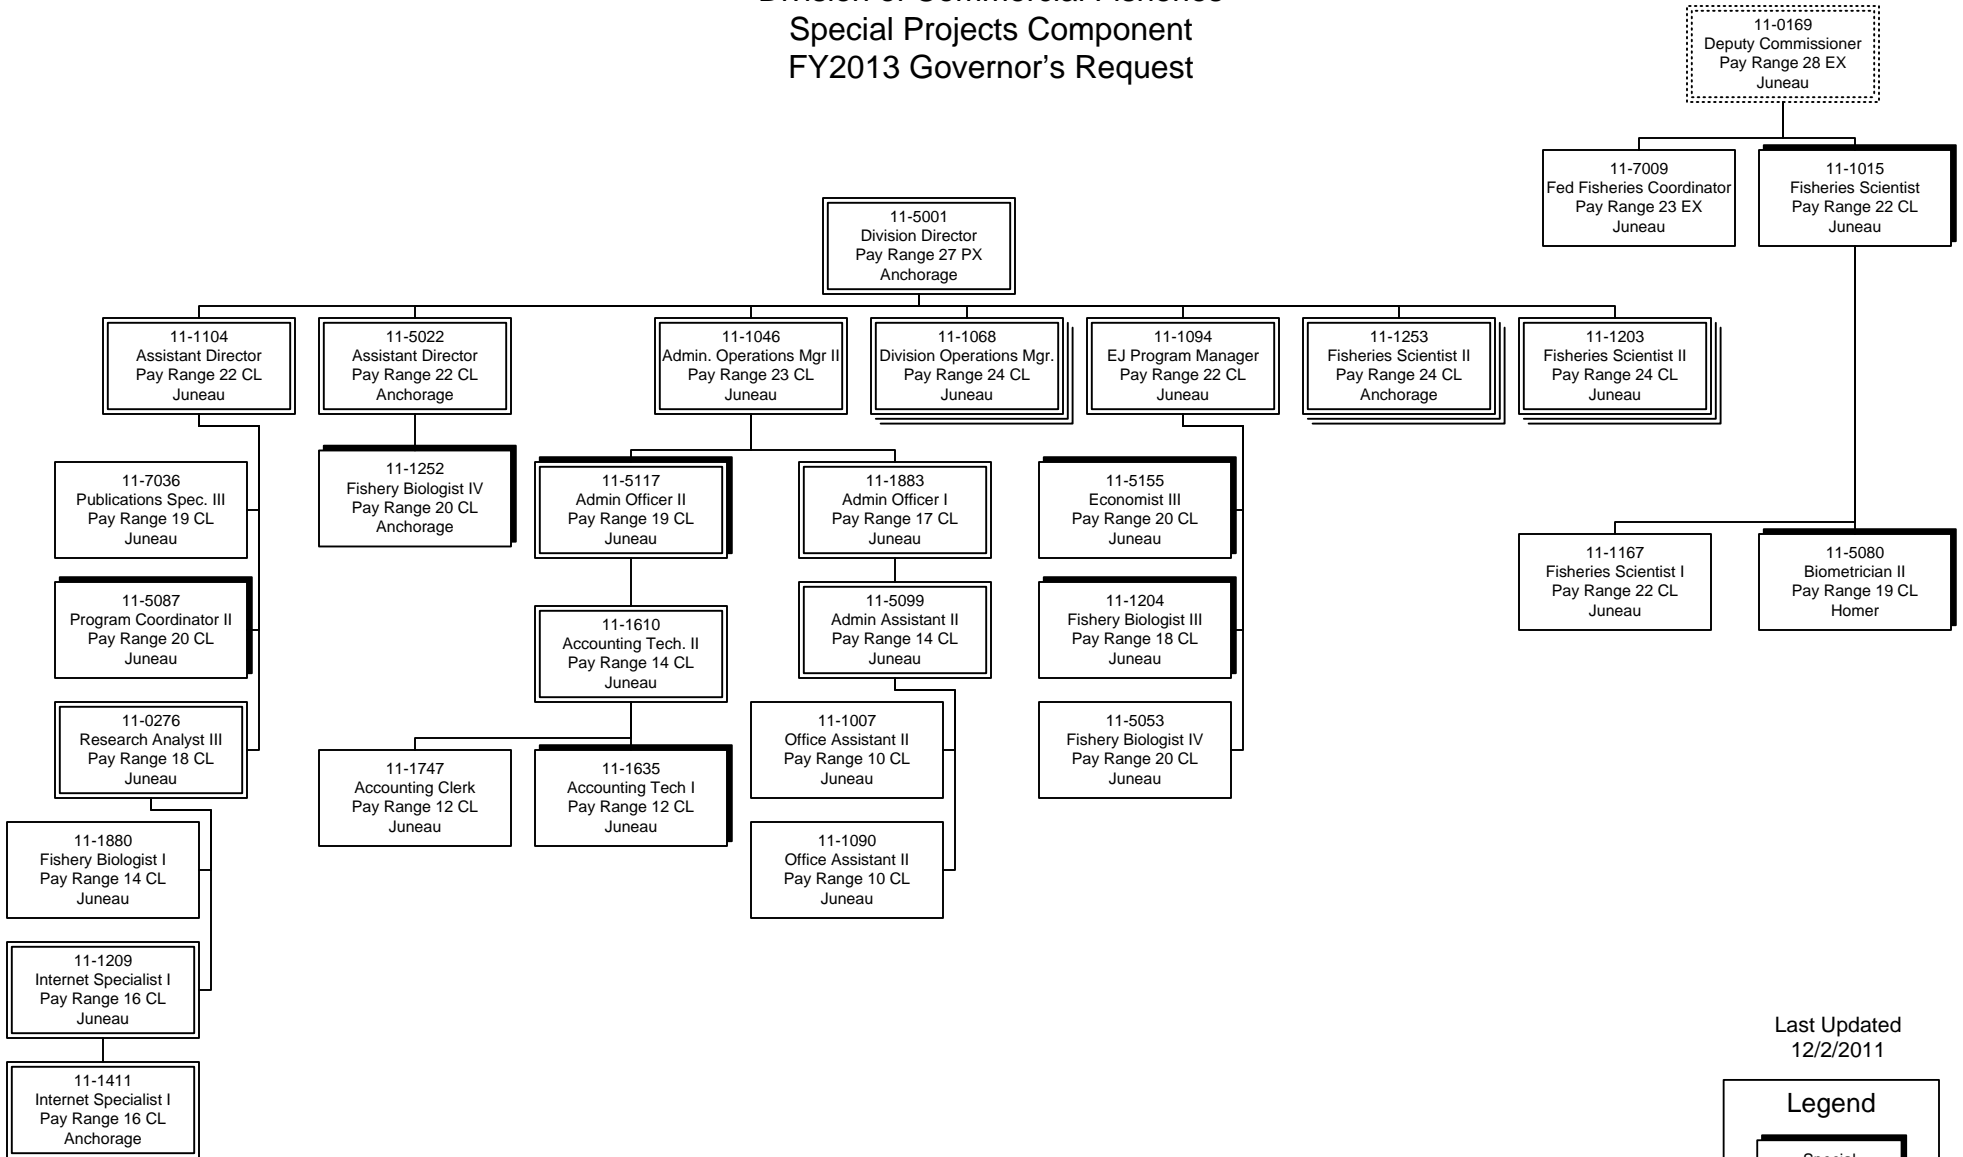 Division of Commercial Fisheries
Special Projects Component
FY2013 Governor's Request
11-0169
Deputy Commissioner
Pay Range 28 EX
Juneau
11-7009
Fed Fisheries Coordinator
Pay Range 23 EX
Juneau
11-1015
Fisheries Scientist
Pay Range 22 CL
Juneau
11-5001
Division Director
Pay Range 27 PX
Anchorage
11-1104
Assistant Director
Pay Range 22 CL
Juneau
11-5022
Assistant Director
Pay Range 22 CL
Anchorage
11-1046
Admin. Operations Mgr II
Pay Range 23 CL
Juneau
11-1068
Division Operations Mgr.
Pay Range 24 CL
Juneau
11-1094
EJ Program Manager
Pay Range 22 CL
Juneau
11-1253
Fisheries Scientist II
Pay Range 24 CL
Anchorage
11-1203
Fisheries Scientist II
Pay Range 24 CL
Juneau
11-7036
Publications Spec. III
Pay Range 19 CL
Juneau
11-1252
Fishery Biologist IV
Pay Range 20 CL
Anchorage
11-5117
Admin Officer II
Pay Range 19 CL
Juneau
11-1883
Admin Officer I
Pay Range 17 CL
Juneau
11-5155
Economist III
Pay Range 20 CL
Juneau
11-1167
Fisheries Scientist I
Pay Range 22 CL
Juneau
11-5080
Biometrician II
Pay Range 19 CL
Homer
11-5087
Program Coordinator II
Pay Range 20 CL
Juneau
11-1610
Accounting Tech. II
Pay Range 14 CL
Juneau
11-5099
Admin Assistant II
Pay Range 14 CL
Juneau
11-1204
Fishery Biologist III
Pay Range 18 CL
Juneau
11-0276
Research Analyst III
Pay Range 18 CL
Juneau
11-1747
Accounting Clerk
Pay Range 12 CL
Juneau
11-1635
Accounting Tech I
Pay Range 12 CL
Juneau
11-1007
Office Assistant II
Pay Range 10 CL
Juneau
11-5053
Fishery Biologist IV
Pay Range 20 CL
Juneau
11-1880
Fishery Biologist I
Pay Range 14 CL
Juneau
11-1090
Office Assistant II
Pay Range 10 CL
Juneau
11-1209
Internet Specialist I
Pay Range 16 CL
Juneau
11-1411
Internet Specialist I
Pay Range 16 CL
Anchorage
Last Updated
12/2/2011
Legend
Special